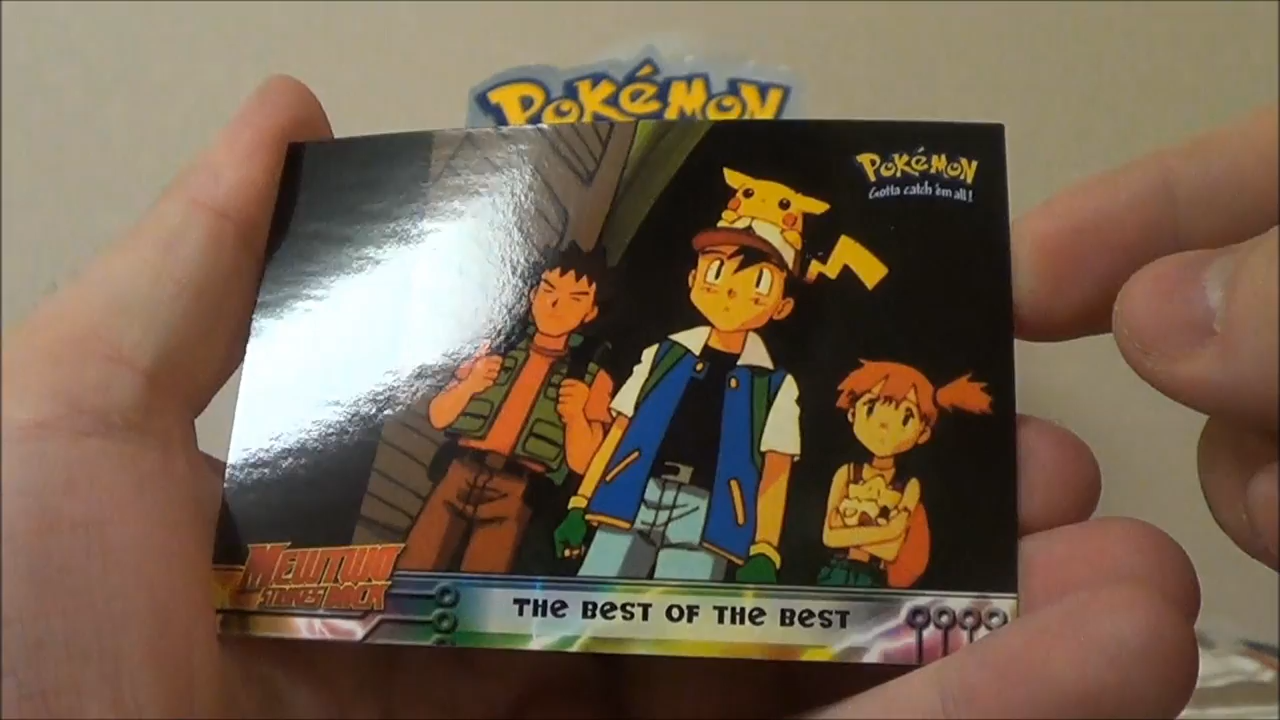 POKéMON
POKéMON
Gotta catch 'em all!
MEWTWO
STRIKES BACK
THE BEST OF THE BEST